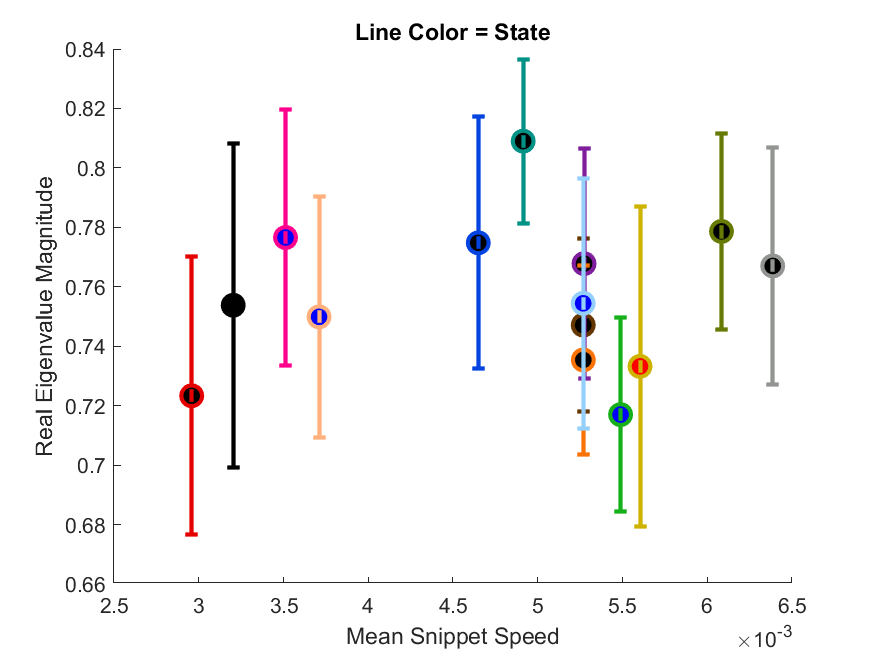 Line Color = State
0.84
0.82
0.8
0.78
0.76
0.74
0.72
0.7
0.68
0.66
Real Eigenvalue Magnitude
2.5 3 3.5 4 4.5 5 5.5 6 6.5
Mean Snippet Speed
×10⁻³